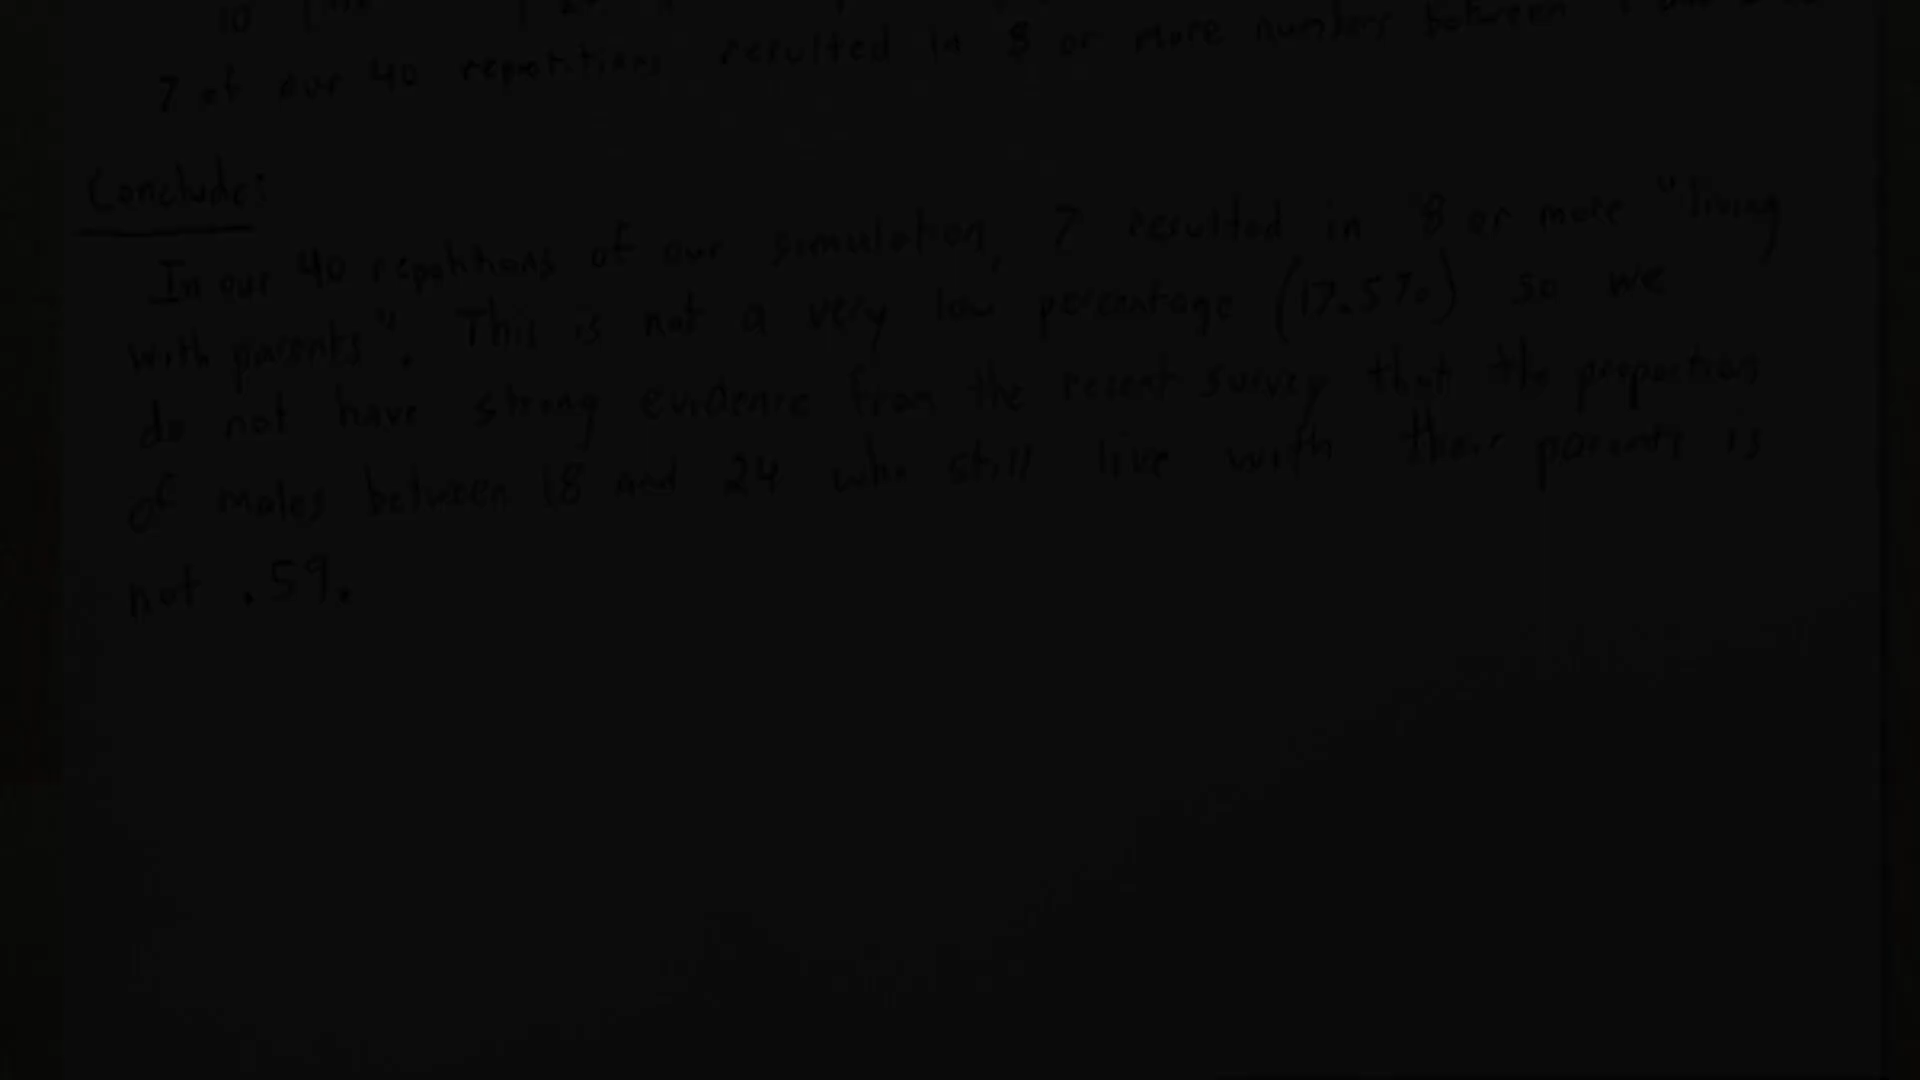 10
7 of our 40 repetitions resulted in 8 or more numbers between
Conclude:
In our 40 repetitions of our simulation, 7 resulted in 8 or more "living
with parents". This is not a very low percentage (17.5%) so we
do not have strong evidence from the recent survey that the proportion
of males between 18 and 24 who still live with their parents is
not .59.